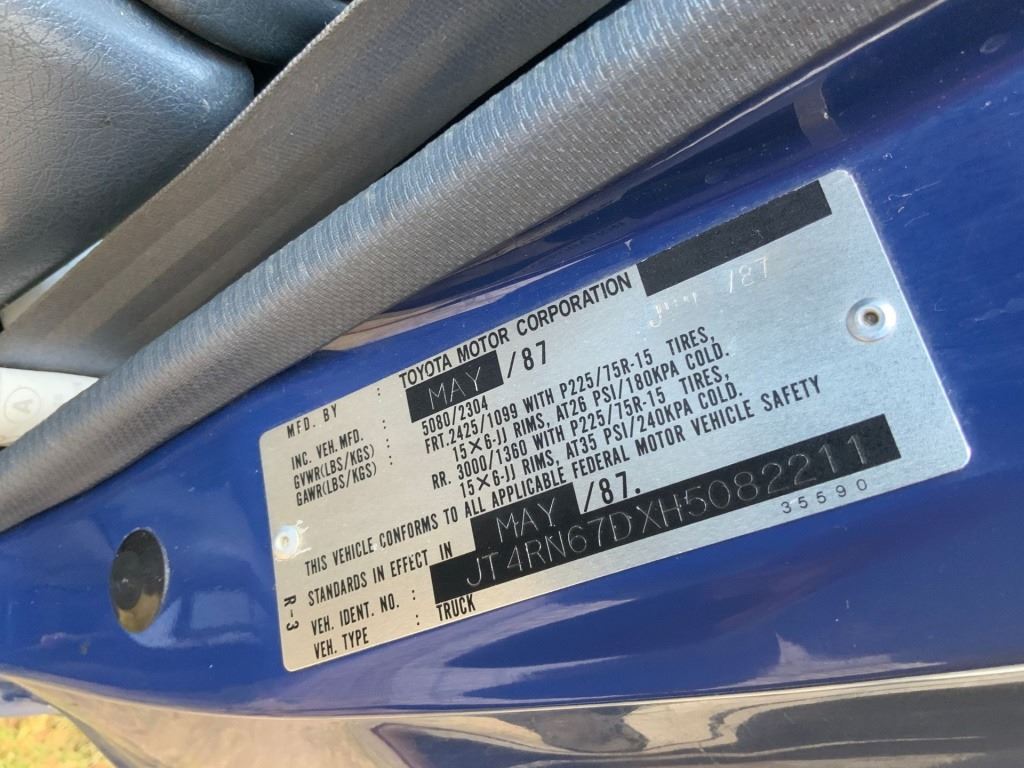 MFD. BY : TOYOTA MOTOR CORPORATION
INC. VEH. MFD. : MAY /87 /87
GVWR(LBS/KGS) : 5080/2304
GAWR(LBS/KGS) : FRT. 2425/1099 WITH P225/75R-15 TIRES,
15×6-JJ RIMS, AT26 PSI/180KPA COLD.
RR. 3000/1360 WITH P225/75R-15 TIRES,
15×6-JJ RIMS, AT35 PSI/240KPA COLD.
THIS VEHICLE CONFORMS TO ALL APPLICABLE FEDERAL MOTOR VEHICLE SAFETY
STANDARDS IN EFFECT IN MAY /87.
VEH. IDENT. NO. : JT4RN67DXH5082211
VEH. TYPE : TRUCK 35590
R-3
A